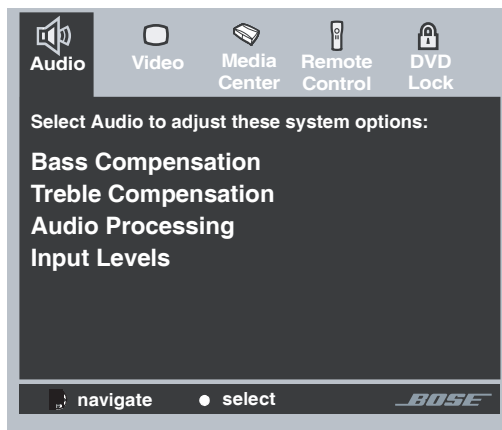 Audio
Video
Media
Center
Remote
Control
DVD
Lock
Select Audio to adjust these system options:
Bass Compensation
Treble Compensation
Audio Processing
Input Levels
navigate
select
BOSE